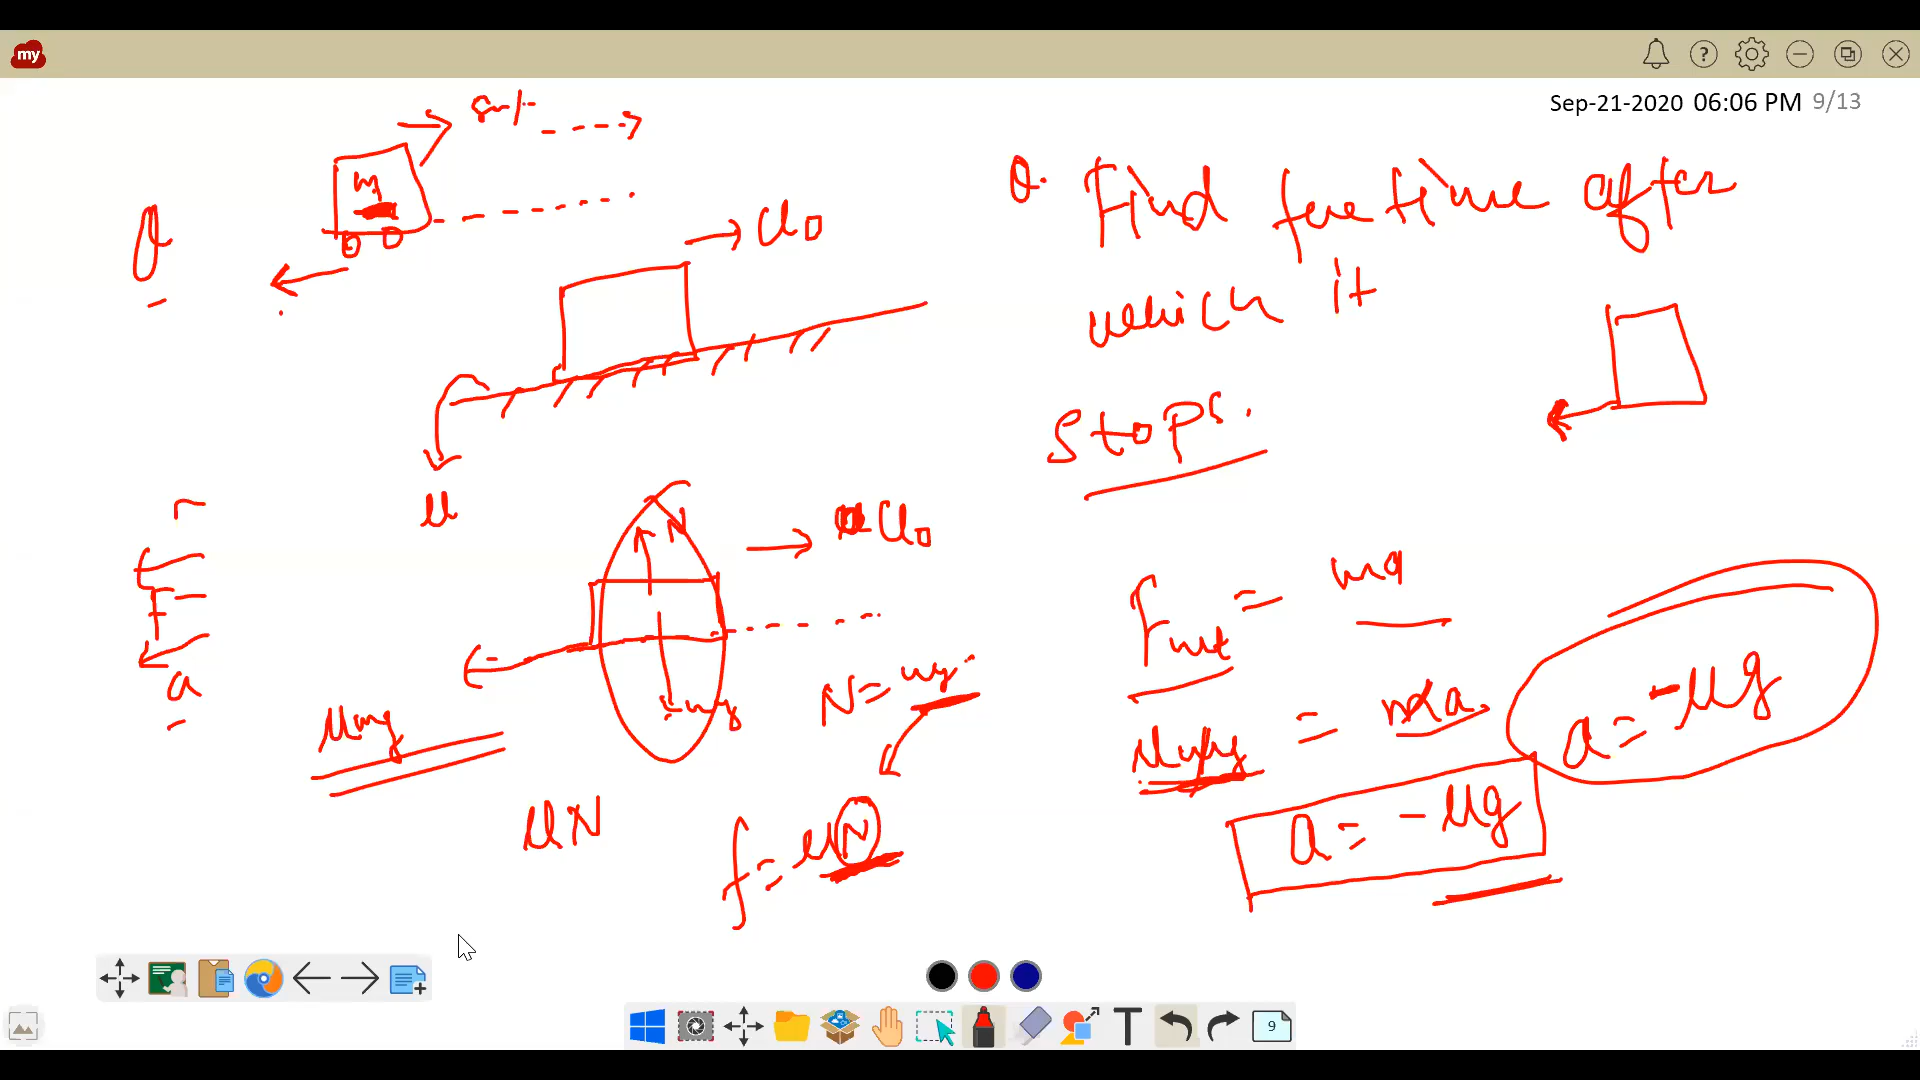 my
Sep-21-2020 06:06 PM 9/13
m
u₀
Q. Find the time after
which it
stops.
μ
N
u₀
F
a
μmg
mg
N = mg
μN
f = μN
Fnet = ma
μmg = ma
a = -μg
a = -μg
9